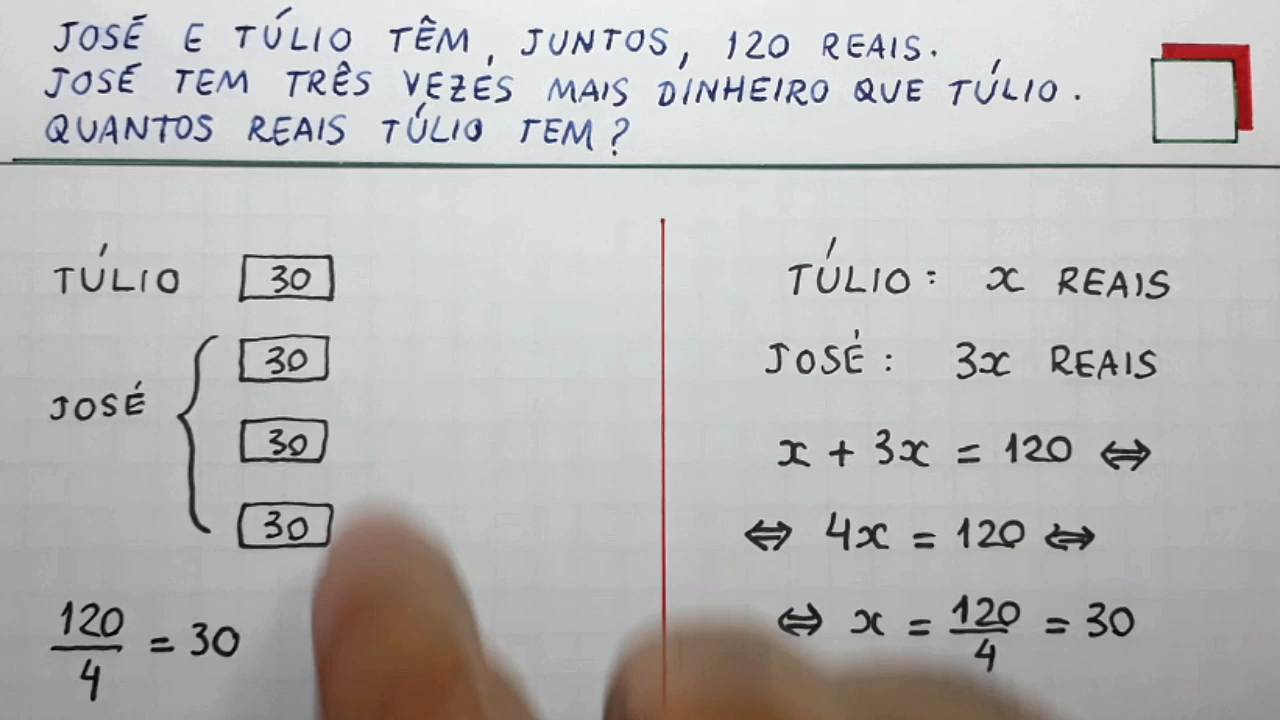 JOSÉ E TÚLIO TÊM, JUNTOS, 120 REAIS.
JOSÉ TEM TRÊS VEZES MAIS DINHEIRO QUE TÚLIO.
QUANTOS REAIS TÚLIO TEM?
TÚLIO 30
30
JOSÉ 30
30
120/4 = 30
TÚLIO: x REAIS
JOSÉ: 3x REAIS
x + 3x = 120 ⇔
⇔ 4x = 120 ⇔
⇔ x = 120/4 = 30